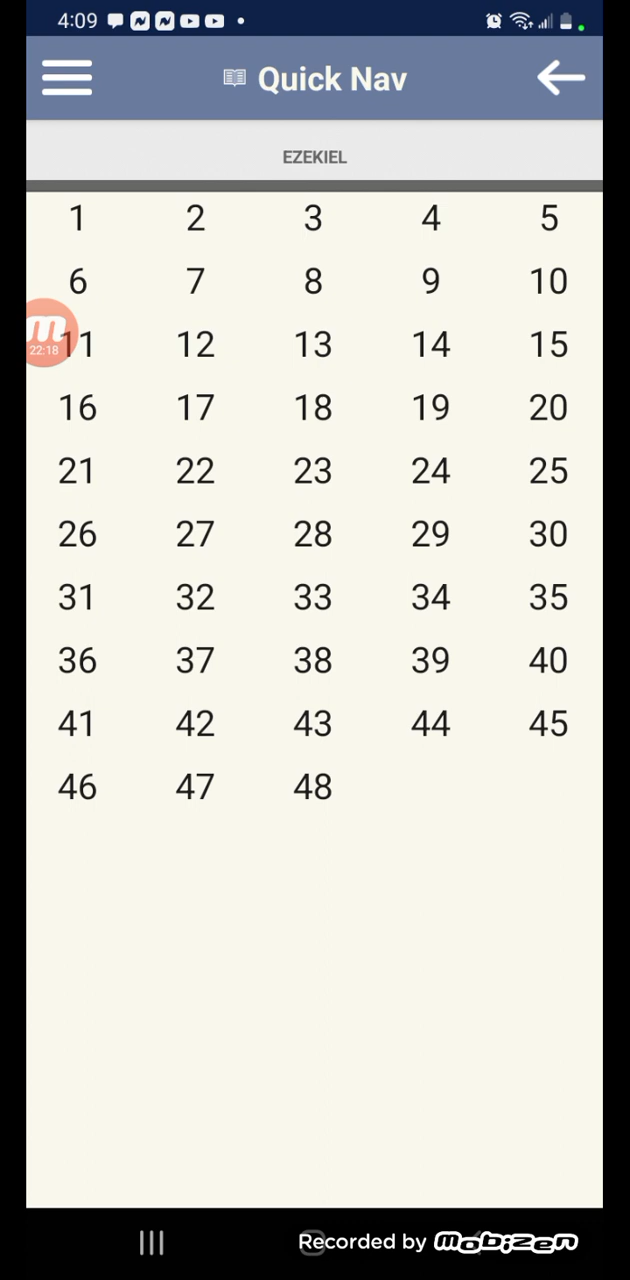 4:09
Quick Nav
EZEKIEL
1 2 3 4 5
6 7 8 9 10
11 12 13 14 15
m
22:18
16 17 18 19 20
21 22 23 24 25
26 27 28 29 30
31 32 33 34 35
36 37 38 39 40
41 42 43 44 45
46 47 48
Recorded by mobizen